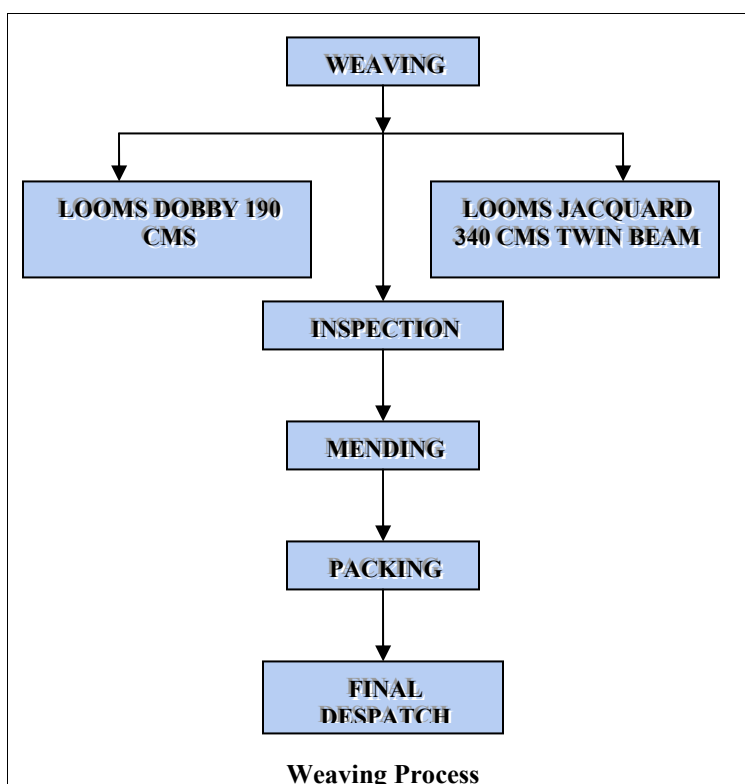 WEAVING
LOOMS DOBBY 190
CMS
LOOMS JACQUARD
340 CMS TWIN BEAM
INSPECTION
MENDING
PACKING
FINAL
DESPATCH
Weaving Process